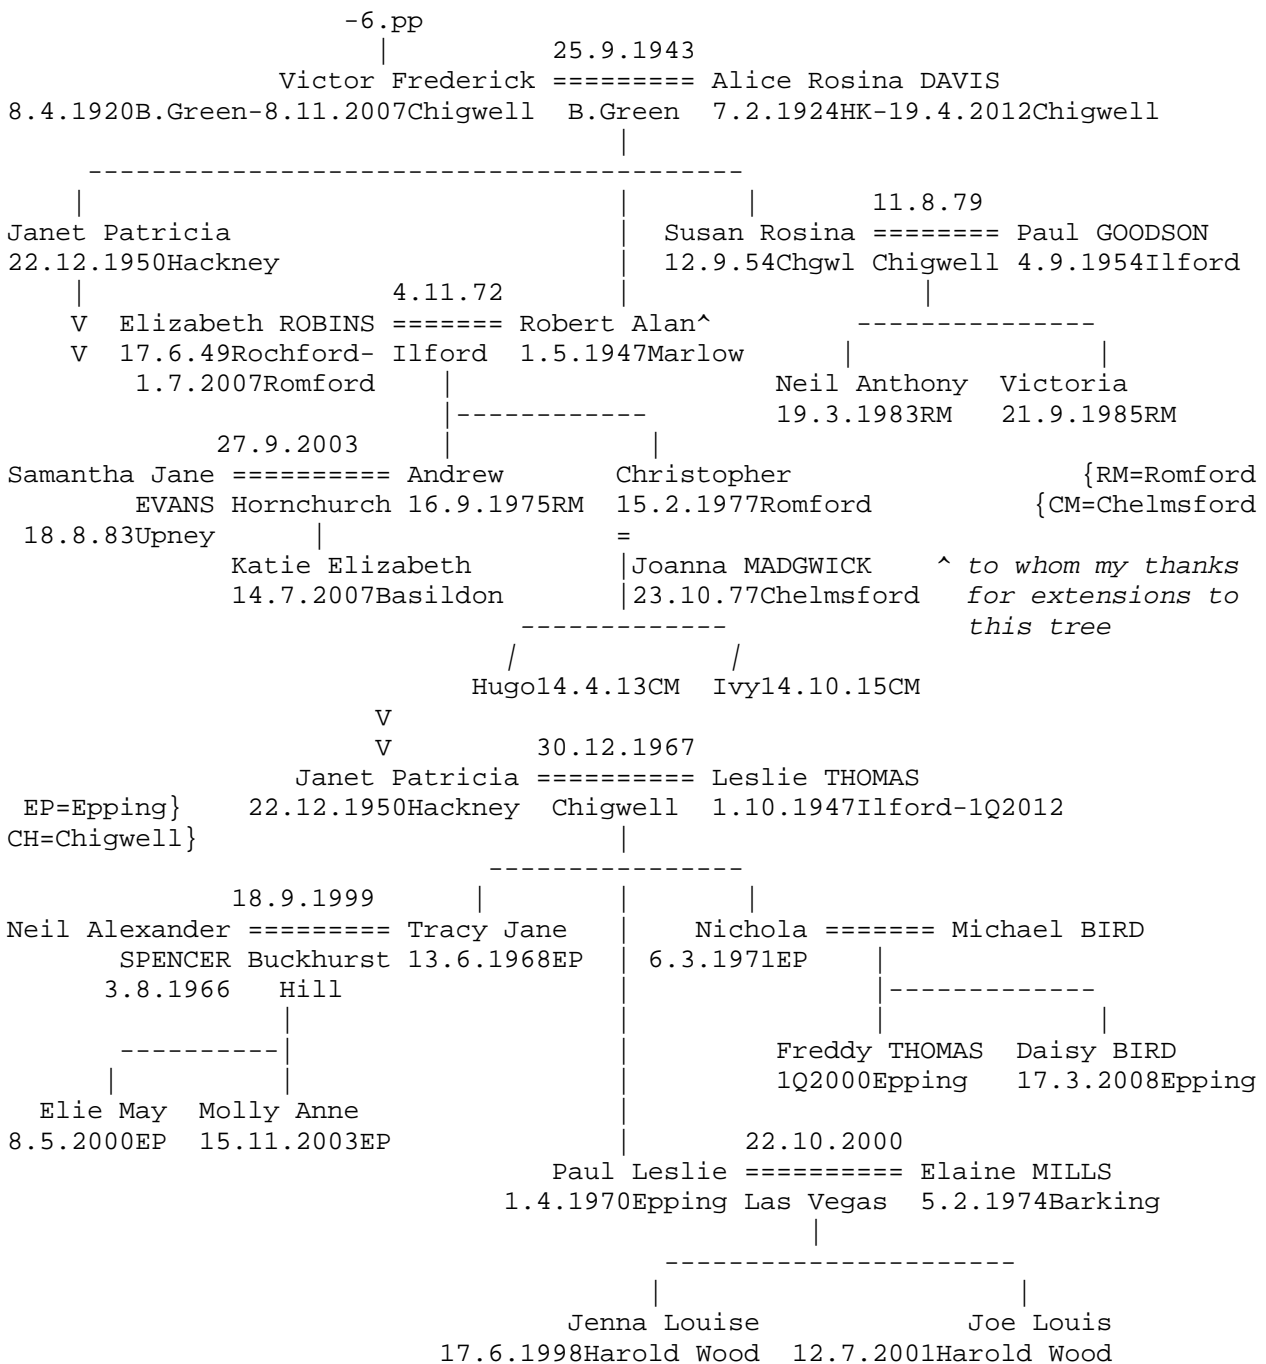 -6.pp
| 25.9.1943
Victor Frederick ========= Alice Rosina DAVIS
8.4.1920B.Green-8.11.2007Chigwell B.Green 7.2.1924HK-19.4.2012Chigwell
|
-----------------------------------------
| | | 11.8.79
Janet Patricia | Susan Rosina ======== Paul GOODSON
22.12.1950Hackney | 12.9.54Chgwl Chigwell 4.9.1954Ilford
| 4.11.72 | |
V Elizabeth ROBINS ======= Robert Alan^ ---------------
V 17.6.49Rochford- Ilford 1.5.1947Marlow | |
1.7.2007Romford | Neil Anthony Victoria
|------------ 19.3.1983RM 21.9.1985RM
27.9.2003 | |
Samantha Jane ========== Andrew Christopher {RM=Romford
EVANS Hornchurch 16.9.1975RM 15.2.1977Romford {CM=Chelmsford
18.8.83Upney | =
Katie Elizabeth |Joanna MADGWICK ^ to whom my thanks
14.7.2007Basildon |23.10.77Chelmsford for extensions to
------------- this tree
/ /
Hugo14.4.13CM Ivy14.10.15CM
V
V 30.12.1967
Janet Patricia ========== Leslie THOMAS
EP=Epping} 22.12.1950Hackney Chigwell 1.10.1947Ilford-1Q2012
CH=Chigwell} |
----------------
18.9.1999 | | |
Neil Alexander ========= Tracy Jane | Nichola ======= Michael BIRD
SPENCER Buckhurst 13.6.1968EP | 6.3.1971EP |
3.8.1966 Hill | |-------------
| | | |
----------| | Freddy THOMAS Daisy BIRD
| | | 1Q2000Epping 17.3.2008Epping
Elie May Molly Anne |
8.5.2000EP 15.11.2003EP | 22.10.2000
Paul Leslie ========== Elaine MILLS
1.4.1970Epping Las Vegas 5.2.1974Barking
|
----------------------
| |
Jenna Louise Joe Louis
17.6.1998Harold Wood 12.7.2001Harold Wood